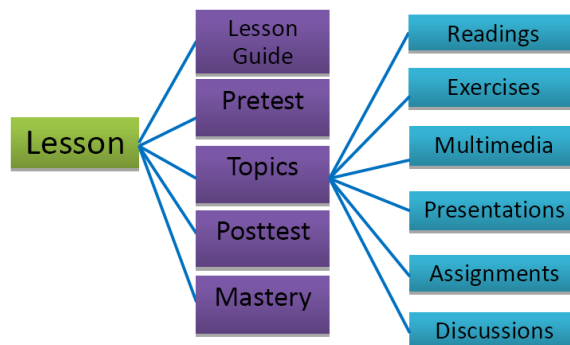 Lesson
Lesson
Guide
Pretest
Topics
Posttest
Mastery
Readings
Exercises
Multimedia
Presentations
Assignments
Discussions